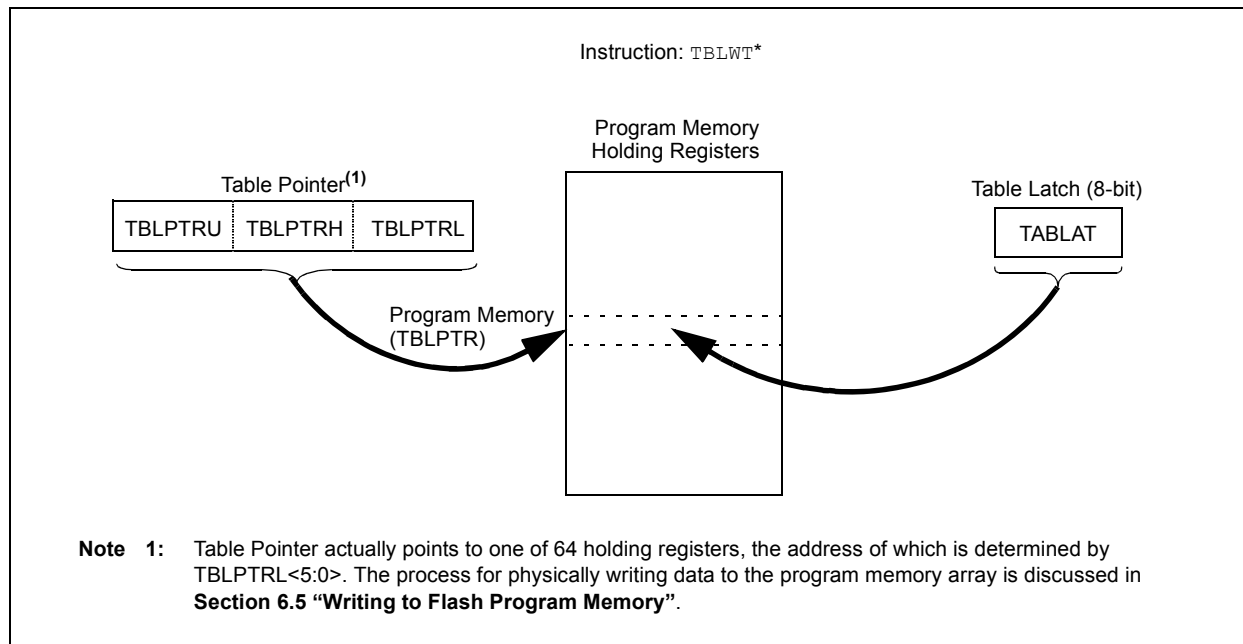 Instruction: TBLWT*
Program Memory
Holding Registers
Table Pointer(1)
Table Latch (8-bit)
TBLPTRU TBLPTRH TBLPTRL
TABLAT
Program Memory
(TBLPTR)
Note 1: Table Pointer actually points to one of 64 holding registers, the address of which is determined by
TBLPTRL<5:0>. The process for physically writing data to the program memory array is discussed in
Section 6.5 “Writing to Flash Program Memory”.